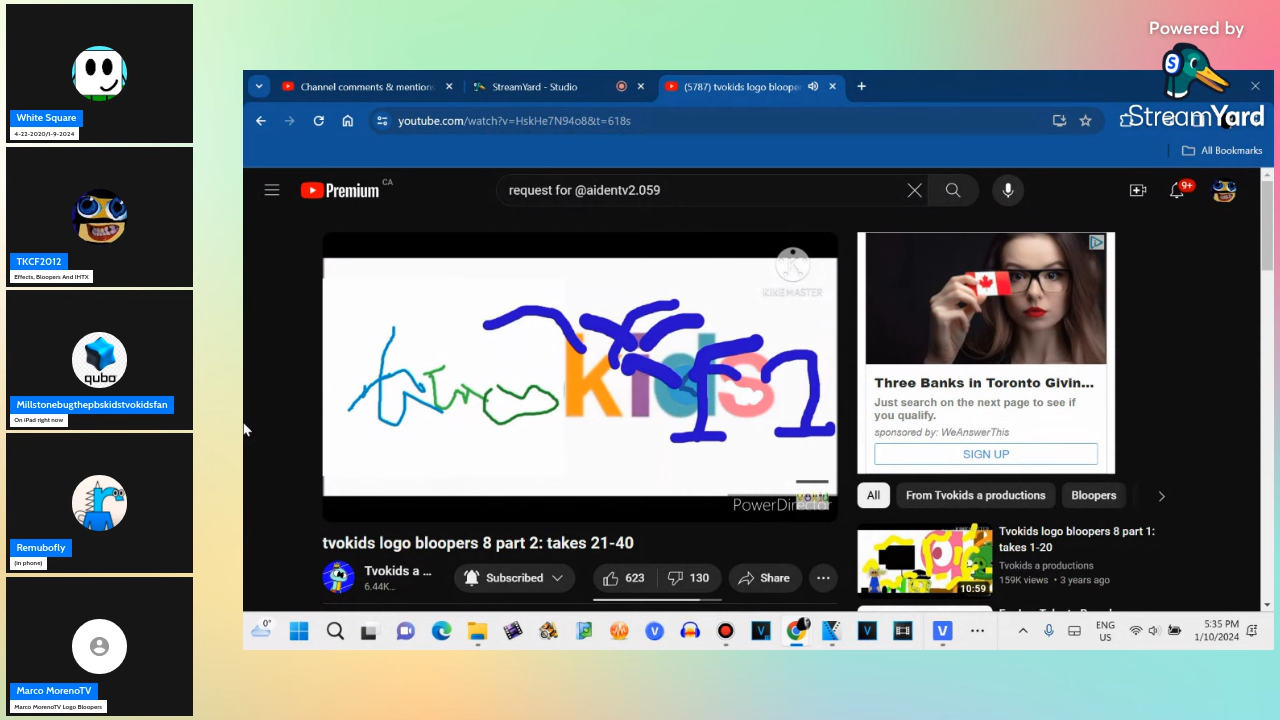 Powered by
StreamYard
White Square
4-22-2020/1-9-2024
TKCF2012
Effects, Bloopers And IHTX
qubo
Millstonebugthepbskidstvokidsfan
On iPad right now
Remubofly
(in phone)
Marco MorenoTV
Marco MorenoTV Logo Bloopers
Channel comments & mention
StreamYard - Studio
(5787) tvokids logo bloope
youtube.com/watch?v=HskHe7N94o8&t=618s
All Bookmarks
Premium CA
request for @aidentv2.059
9+
KINEMASTER
kids
PowerDirector
tvokids logo bloopers 8 part 2: takes 21-40
Tvokids a ...
6.44K...
Subscribed
623
130
Share
Three Banks in Toronto Givin...
Just search on the next page to see if
you qualify.
sponsored by: WeAnswerThis
SIGN UP
All
From Tvokids a productions
Bloopers
Tvokids logo bloopers 8 part 1:
takes 1-20
Tvokids a productions
159K views • 3 years ago
10:59
0°
ENG
US
5:35 PM
1/10/2024